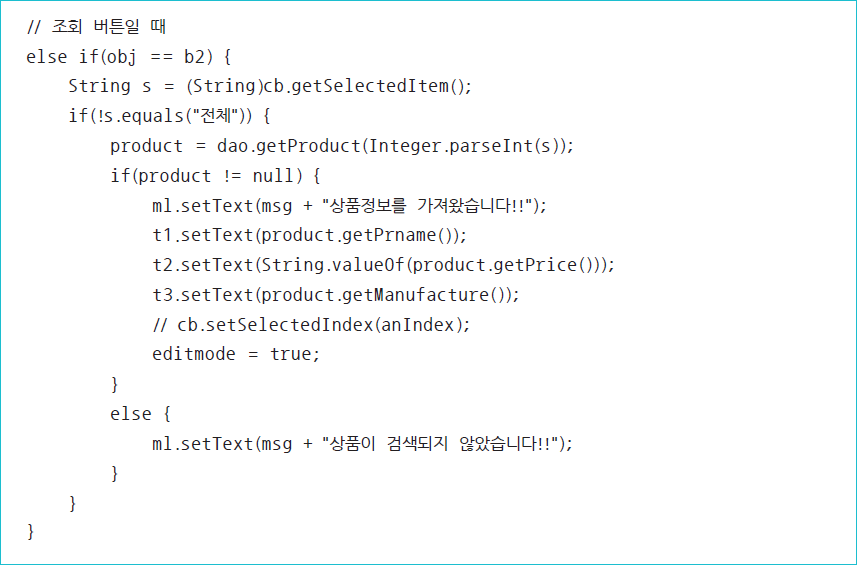 // 조회 버튼일 때
else if(obj == b2) {
    String s = (String)cb.getSelectedItem();
    if(!s.equals("전체")) {
        product = dao.getProduct(Integer.parseInt(s));
        if(product != null) {
            ml.setText(msg + "상품정보를 가져왔습니다!!");
            t1.setText(product.getPrname());
            t2.setText(String.valueOf(product.getPrice()));
            t3.setText(product.getManufacture());
            // cb.setSelectedIndex(anIndex);
            editmode = true;
        }
        else {
            ml.setText(msg + "상품이 검색되지 않았습니다!!");
        }
    }
}